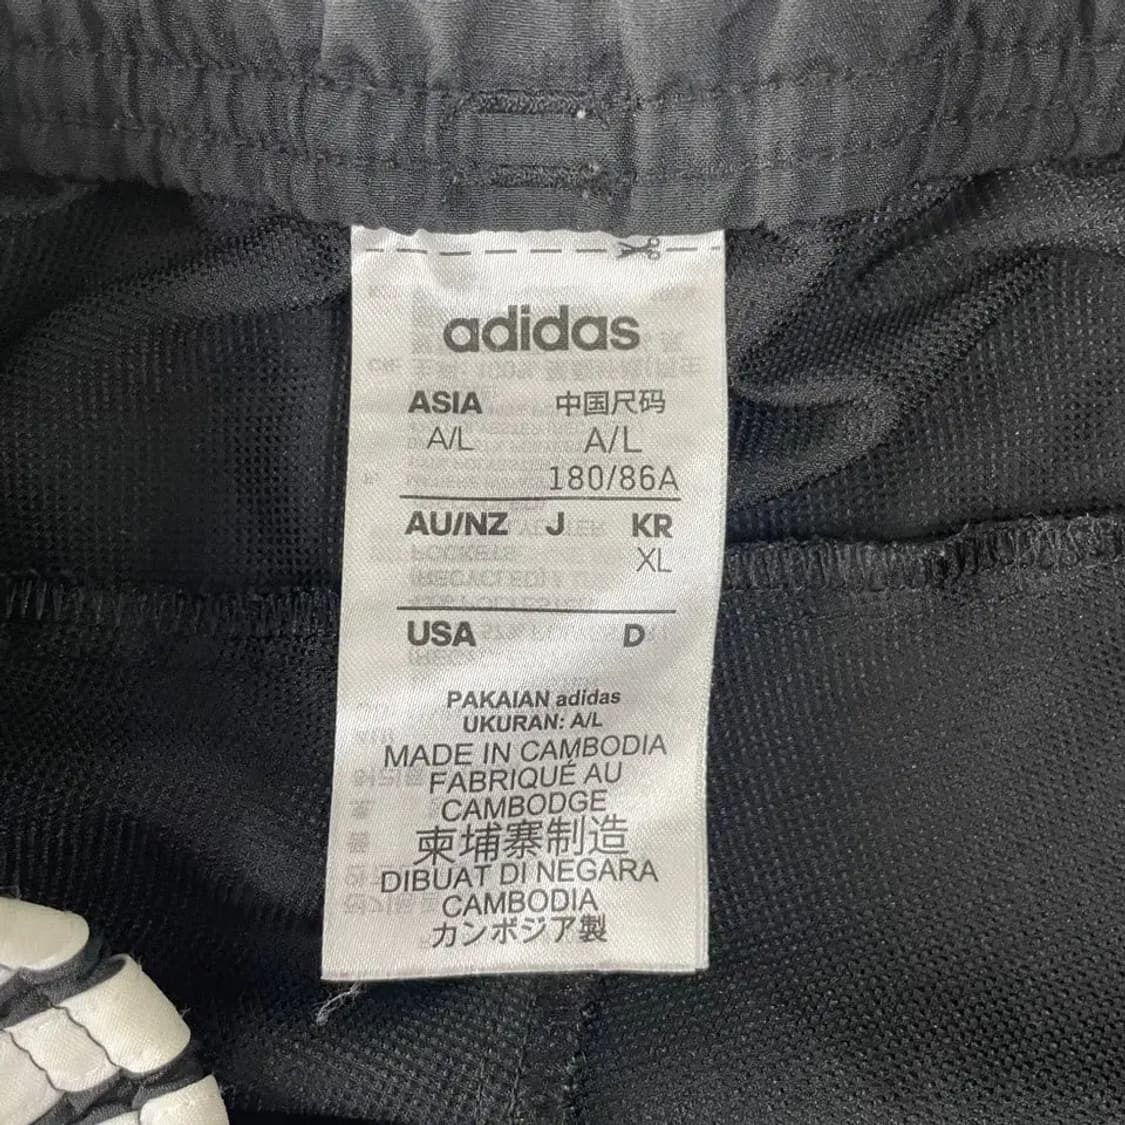 adidas
ASIA 中国尺码
A/L A/L
180/86A
AU/NZ J KR
XL
USA D
PAKAIAN adidas
UKURAN: A/L
MADE IN CAMBODIA
FABRIQUÉ AU
CAMBODGE
柬埔寨制造
DIBUAT DI NEGARA
CAMBODIA
カンボジア製